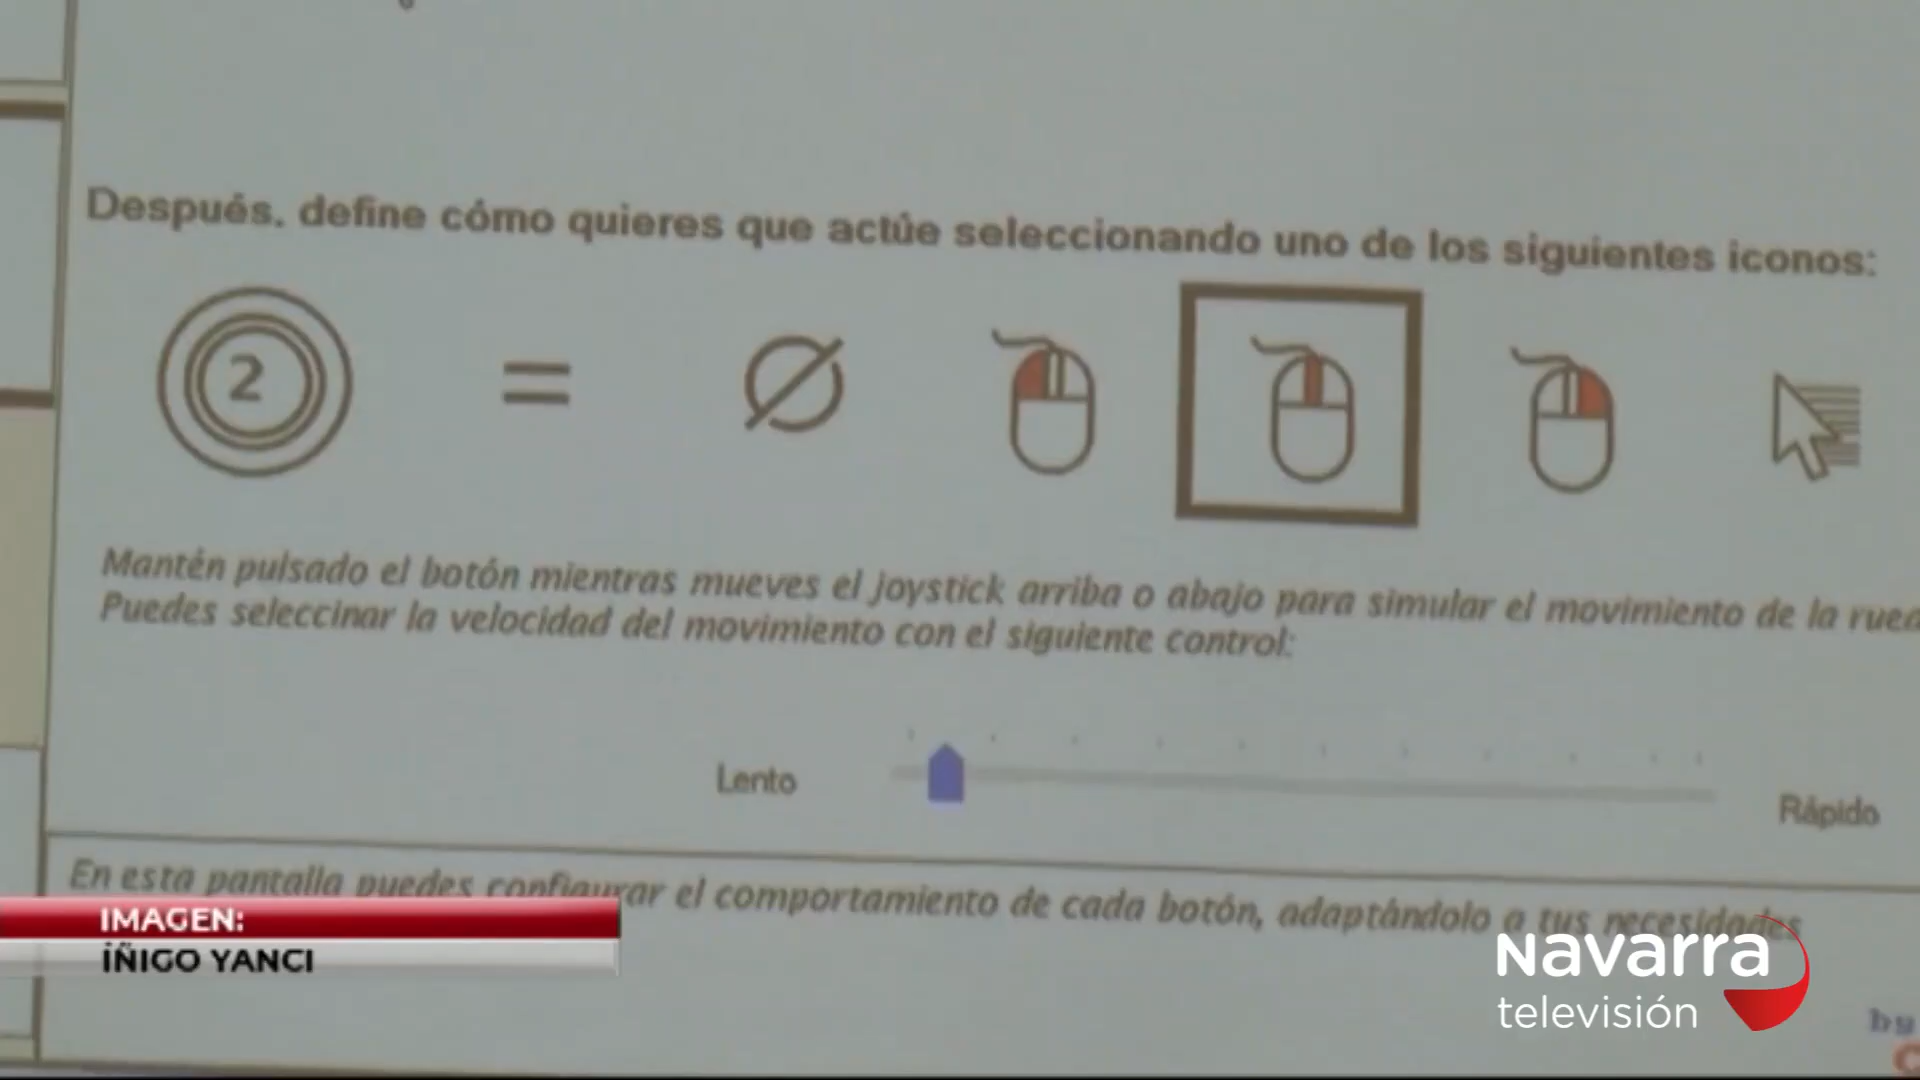 Después. define cómo quieres que actúe seleccionando uno de los siguientes iconos:
2 =
Mantén pulsado el botón mientras mueves el joystick arriba o abajo para simular el movimiento de la
Puedes seleccinar la velocidad del movimiento con el siguiente control:
Lento
Rápido
En esta pantalla puedes configurar el comportamiento de cada botón, adaptándolo a tus necesidades
IMAGEN:
IÑIGO YANCI
Navarra
televisión
by